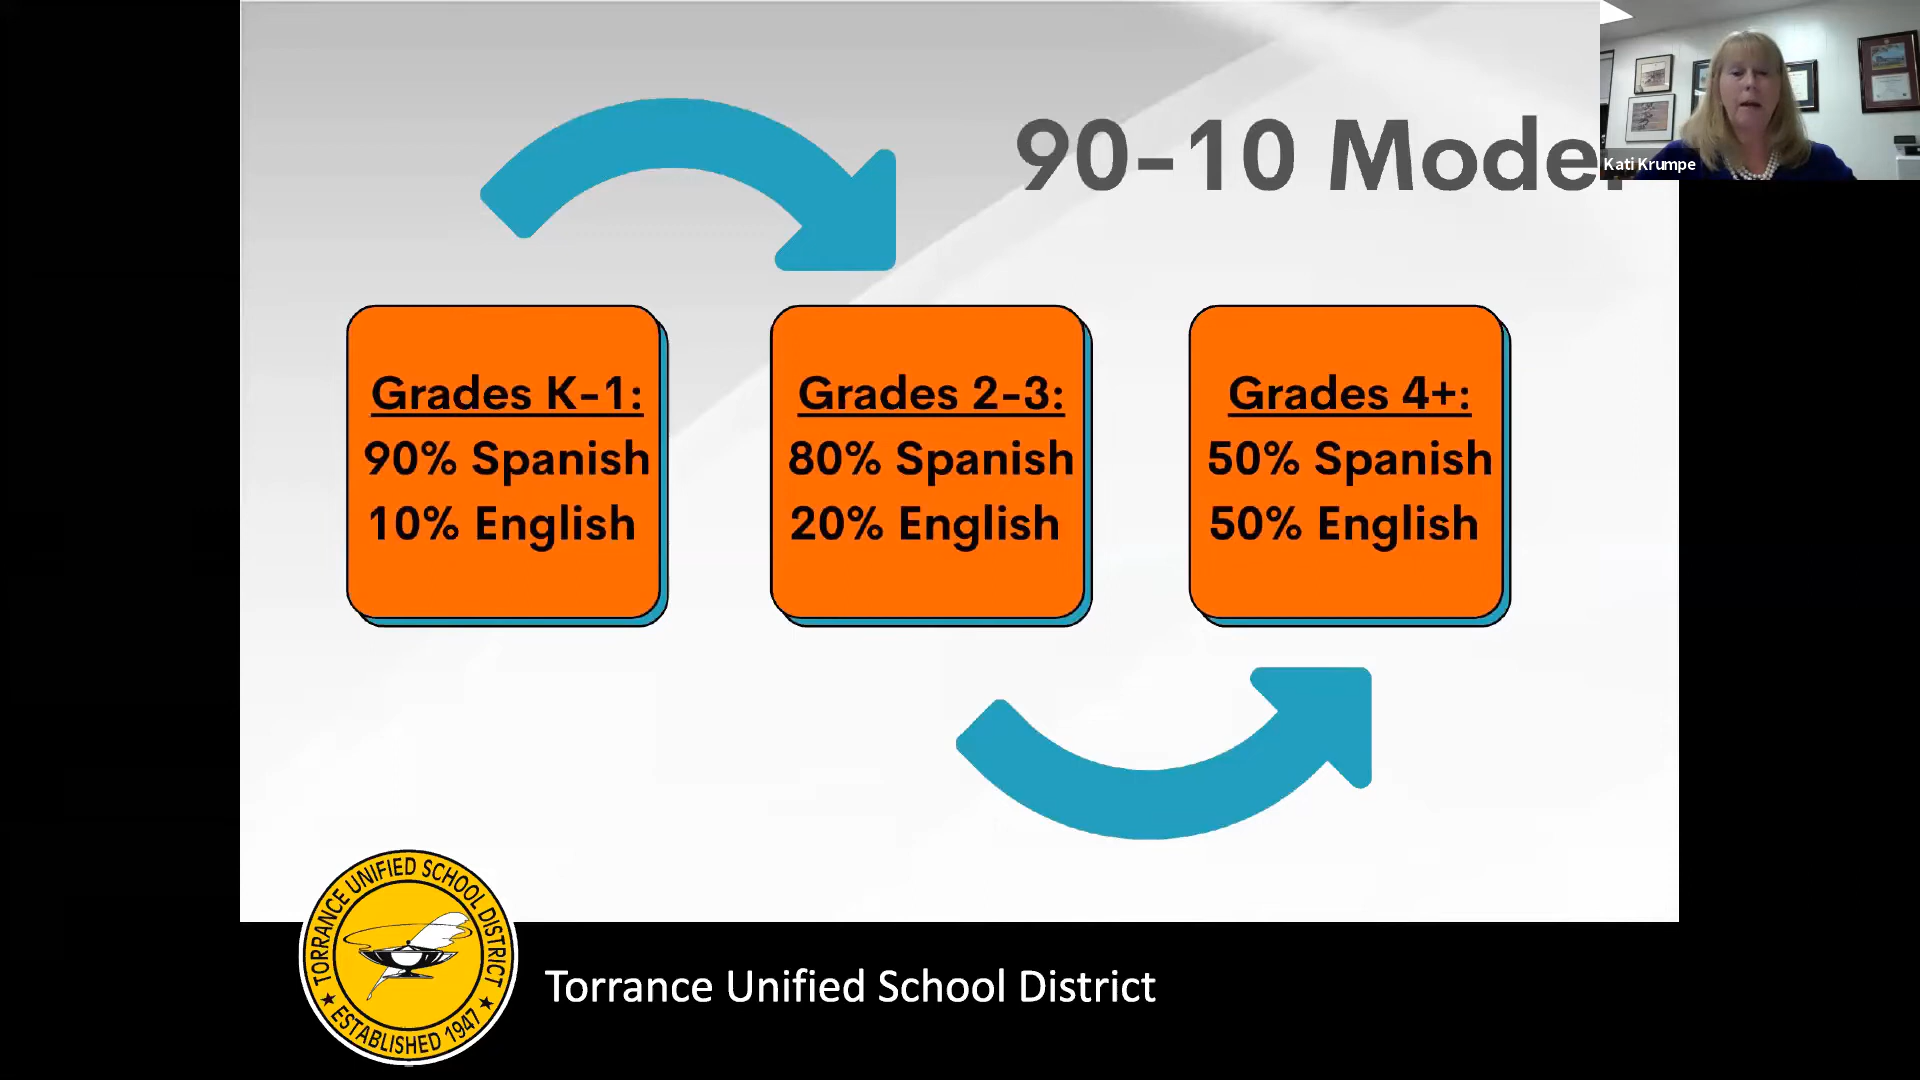 90-10 Model
Kati Krumpe
Grades K-1:
90% Spanish
10% English
Grades 2-3:
80% Spanish
20% English
Grades 4+:
50% Spanish
50% English
TORRANCE UNIFIED SCHOOL DISTRICT
★ ESTABLISHED 1947 ★
Torrance Unified School District